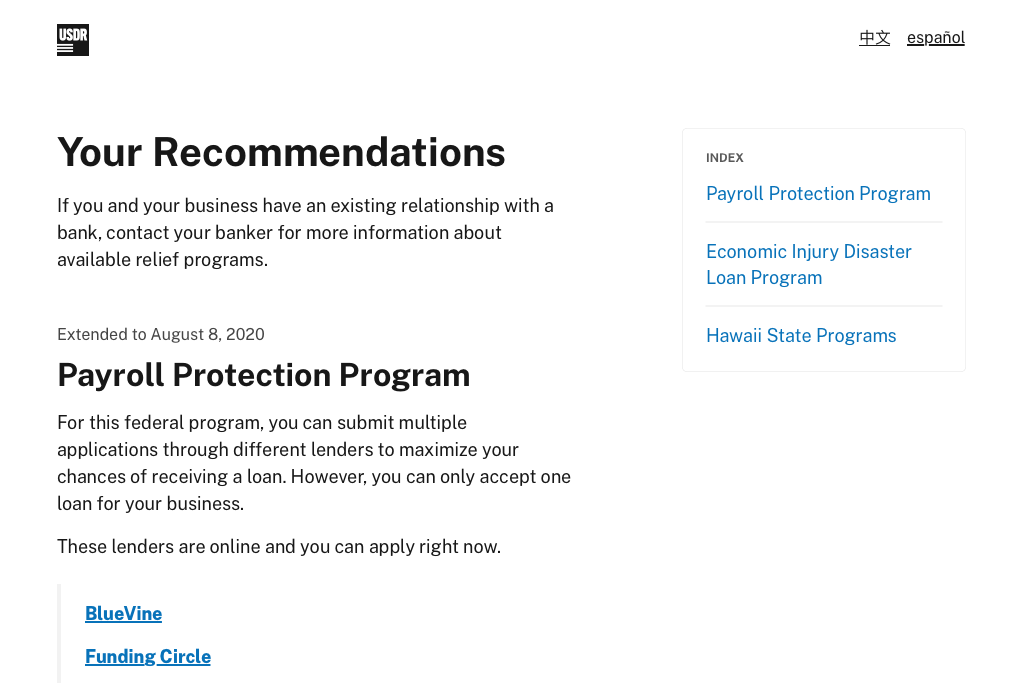 USDR
中文 español
Your Recommendations
If you and your business have an existing relationship with a
bank, contact your banker for more information about
available relief programs.
Extended to August 8, 2020
Payroll Protection Program
For this federal program, you can submit multiple
applications through different lenders to maximize your
chances of receiving a loan. However, you can only accept one
loan for your business.
These lenders are online and you can apply right now.
BlueVine
Funding Circle
INDEX
Payroll Protection Program
Economic Injury Disaster
Loan Program
Hawaii State Programs